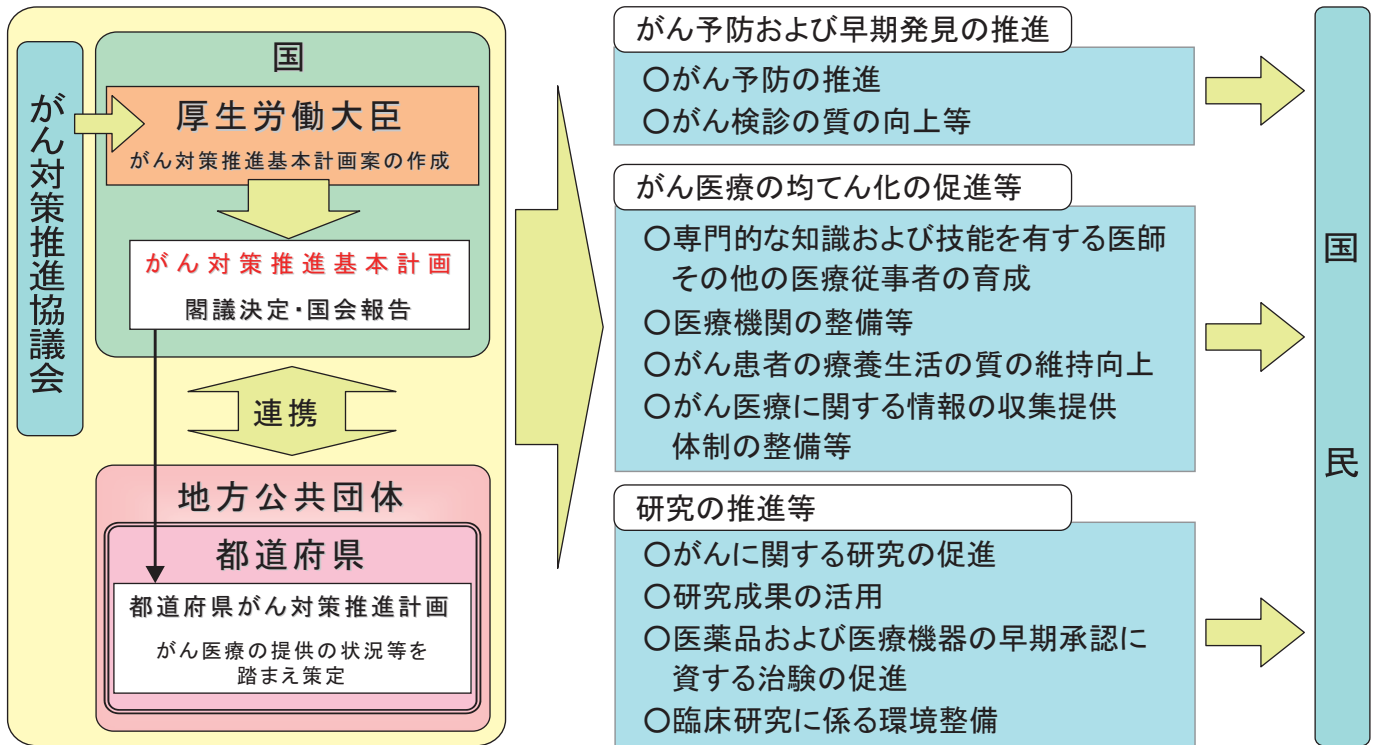 がん対策推進協議会
国
厚生労働大臣
がん対策推進基本計画案の作成
がん対策推進基本計画
閣議決定・国会報告
連携
地方公共団体
都道府県
都道府県がん対策推進計画
がん医療の提供の状況等を
踏まえ策定
がん予防および早期発見の推進
○がん予防の推進
○がん検診の質の向上等
がん医療の均てん化の促進等
○専門的な知識および技能を有する医師
その他の医療従事者の育成
○医療機関の整備等
○がん患者の療養生活の質の維持向上
○がん医療に関する情報の収集提供
体制の整備等
研究の推進等
○がんに関する研究の促進
○研究成果の活用
○医薬品および医療機器の早期承認に
資する治験の促進
○臨床研究に係る環境整備
国民